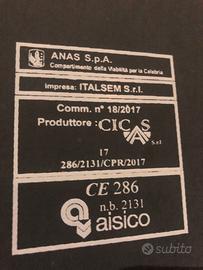 ANAS S.p.A.
Compartimento della Viabilità per la Calabria
Impresa: ITALSEM S.r.l.
Comm. n° 18/2017
Produttore : CICAS
S.r.l
17
286/2131/CPR/2017
CE 286
n.b. 2131
aisico
subito